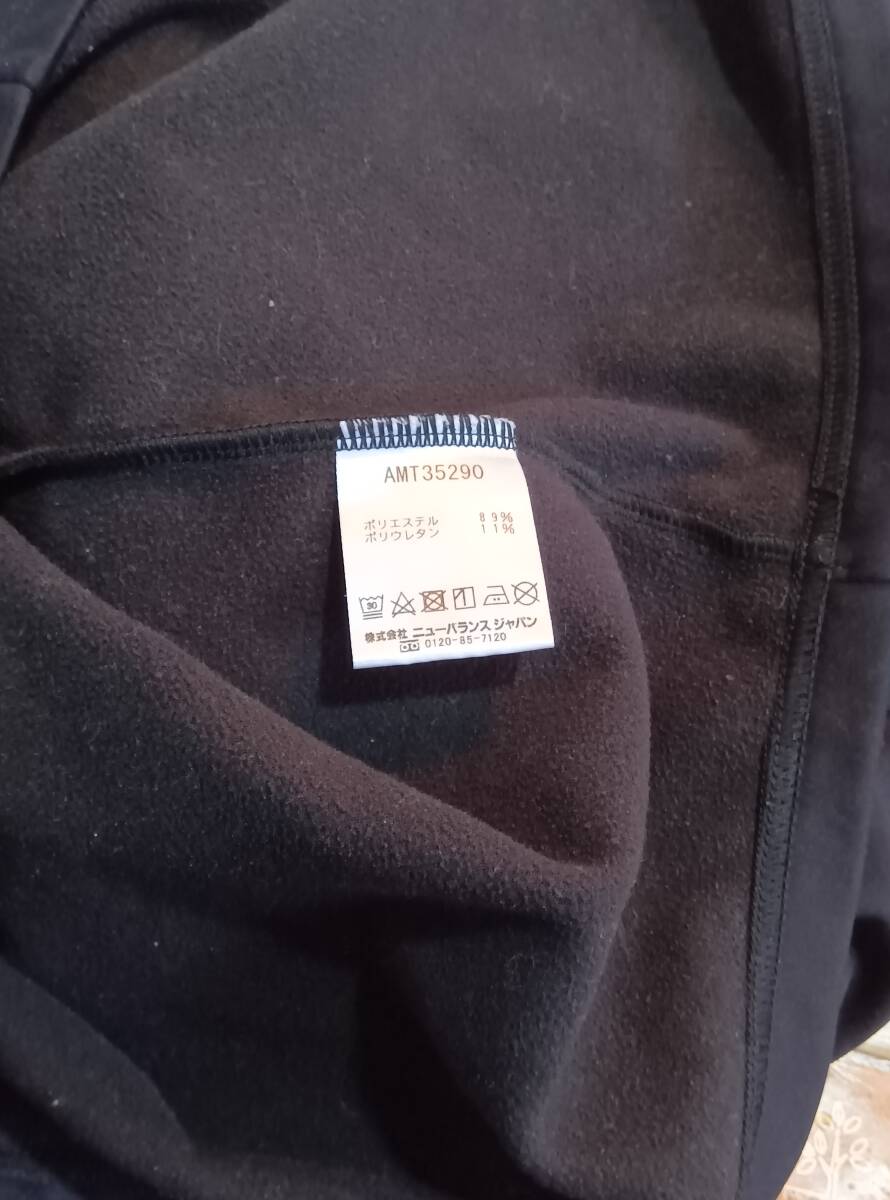 AMT35290
ポリエステル 89%
ポリウレタン 11%
30
株式会社 ニューバランス ジャパン
0120-85-7120